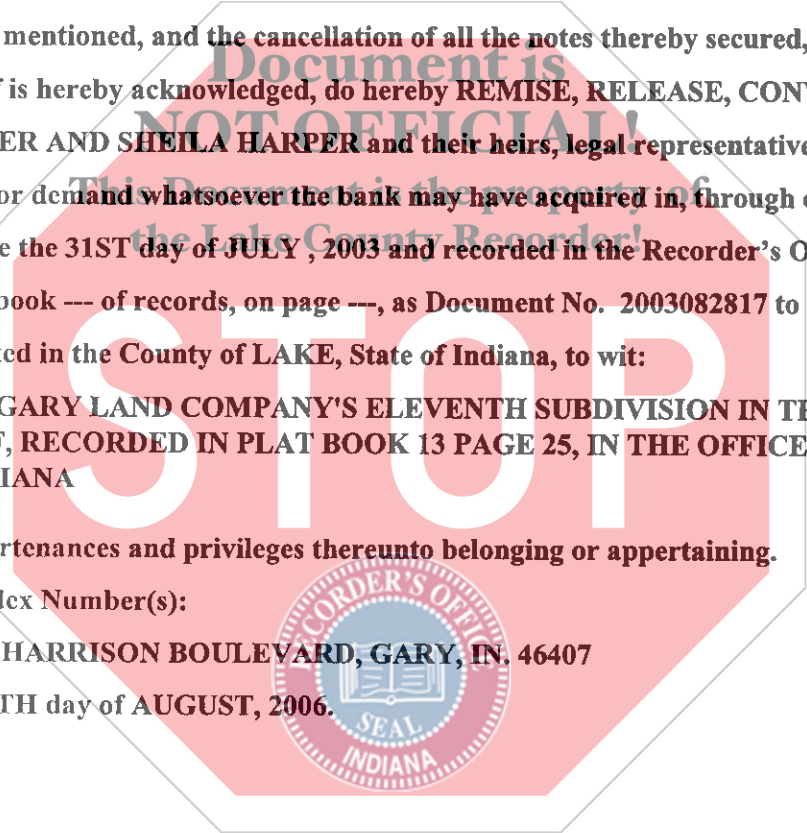 mentioned, and the cancellation of all the notes thereby secured,
Document is
is hereby acknowledged, do hereby REMISE, RELEASE, CONV
NOT OFFICIAL!
ER AND SHEILA HARPER and their heirs, legal representative
This Document is the property of
or demand whatsoever the bank may have acquired in, through
the Lake County Recorder!
e the 31ST day of JULY , 2003 and recorded in the Recorder's O
book --- of records, on page ---, as Document No. 2003082817 to
ted in the County of LAKE, State of Indiana, to wit:
STOP
GARY LAND COMPANY'S ELEVENTH SUBDIVISION IN TH
, RECORDED IN PLAT BOOK 13 PAGE 25, IN THE OFFICE
IANA
rtenances and privileges thereunto belonging or appertaining.
dex Number(s):
RECORDER'S OFFICE
HARRISON BOULEVARD, GARY, IN. 46407
TH day of AUGUST, 2006.
SEAL
INDIANA